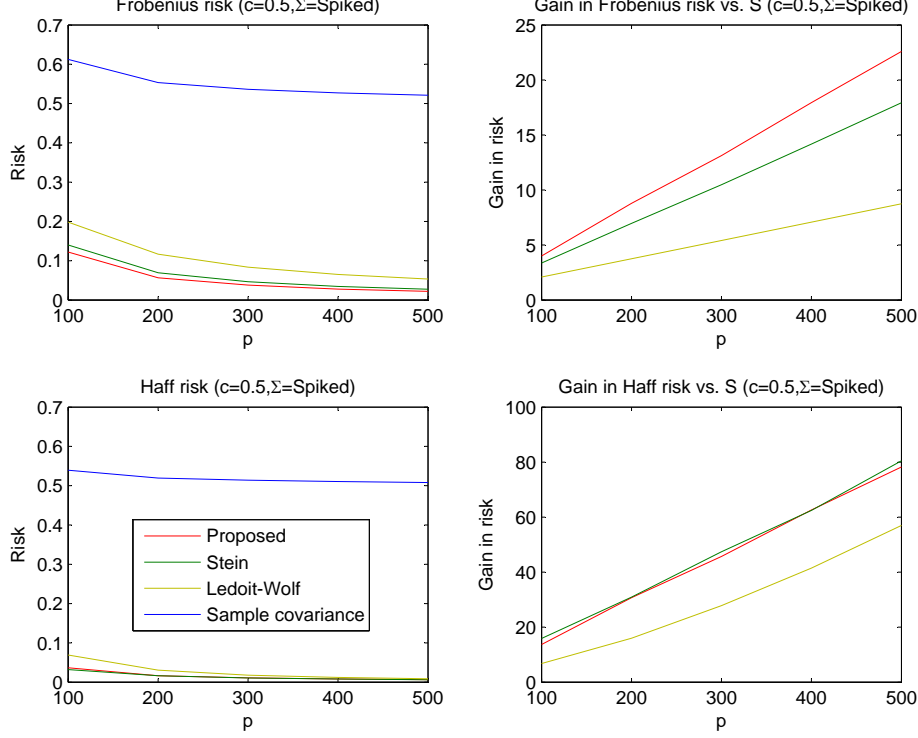 Frobenius risk (c=0.5,Σ=Spiked)
0.7
0.6
0.5
0.4
0.3
0.2
0.1
0
Risk
100 200 300 400 500
p
Gain in Frobenius risk vs. S (c=0.5,Σ=Spiked)
25
20
15
10
5
0
Gain in risk
100 200 300 400 500
p
Haff risk (c=0.5,Σ=Spiked)
0.7
0.6
0.5
0.4
0.3
0.2
0.1
0
Risk
Proposed
Stein
Ledoit-Wolf
Sample covariance
100 200 300 400 500
p
Gain in Haff risk vs. S (c=0.5,Σ=Spiked)
100
80
60
40
20
0
Gain in risk
100 200 300 400 500
p